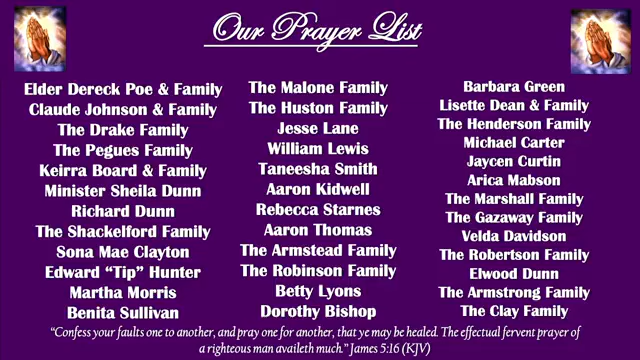 Our Prayer List
Elder Dereck Poe & Family
Claude Johnson & Family
The Drake Family
The Pegues Family
Keirra Board & Family
Minister Sheila Dunn
Richard Dunn
The Shackelford Family
Sona Mae Clayton
Edward “Tip” Hunter
Martha Morris
Benita Sullivan
The Malone Family
The Huston Family
Jesse Lane
William Lewis
Taneesha Smith
Aaron Kidwell
Rebecca Starnes
Aaron Thomas
The Armstead Family
The Robinson Family
Betty Lyons
Dorothy Bishop
Barbara Green
Lisette Dean & Family
The Henderson Family
Michael Carter
Jaycen Curtin
Arica Mabson
The Marshall Family
The Gazaway Family
Velda Davidson
The Robertson Family
Elwood Dunn
The Armstrong Family
The Clay Family
“Confess your faults one to another, and pray one for another, that ye may be healed. The effectual fervent prayer of
a righteous man availeth much.” James 5:16 (KJV)